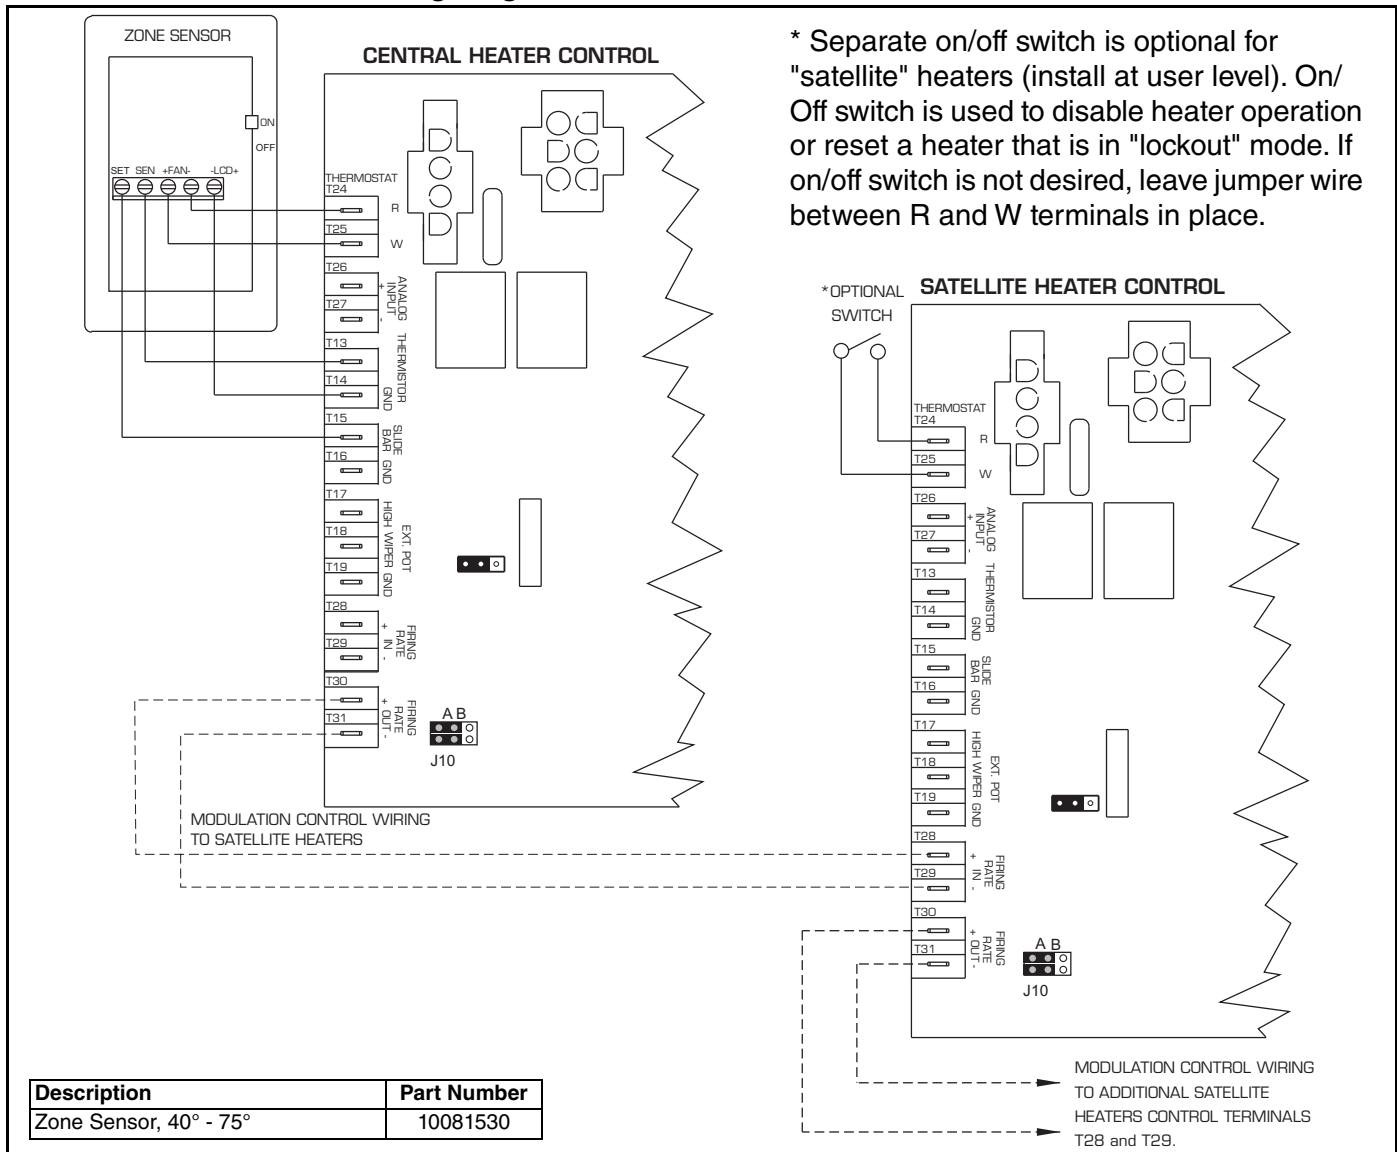 ZONE SENSOR
ON
OFF
SET SEN +FAN- -LCD+
CENTRAL HEATER CONTROL
THERMOSTAT
T24
R
T25
W
T26
+
T27
-
ANALOG
INPUT
T13
T14
THERMISTOR
GND
T15
T16
SLIDE
BAR GND
T17
T18
T19
HIGH WIPER GND
EXT. POT
T28
+
T29
-
FIRING
RATE
IN
T30
+
T31
-
FIRING
RATE
OUT
A B
J10
MODULATION CONTROL WIRING
TO SATELLITE HEATERS
* Separate on/off switch is optional for
"satellite" heaters (install at user level). On/
Off switch is used to disable heater operation
or reset a heater that is in "lockout" mode. If
on/off switch is not desired, leave jumper wire
between R and W terminals in place.
*OPTIONAL
SWITCH
SATELLITE HEATER CONTROL
THERMOSTAT
T24
R
T25
W
T26
+
T27
-
ANALOG
INPUT
T13
T14
THERMISTOR
GND
T15
T16
SLIDE
BAR GND
T17
T18
T19
HIGH WIPER GND
EXT. POT
T28
+
T29
-
FIRING
RATE
IN
T30
+
T31
-
FIRING
RATE
OUT
A B
J10
MODULATION CONTROL WIRING
TO ADDITIONAL SATELLITE
HEATERS CONTROL TERMINALS
T28 and T29.
Description Part Number
Zone Sensor, 40° - 75° 10081530